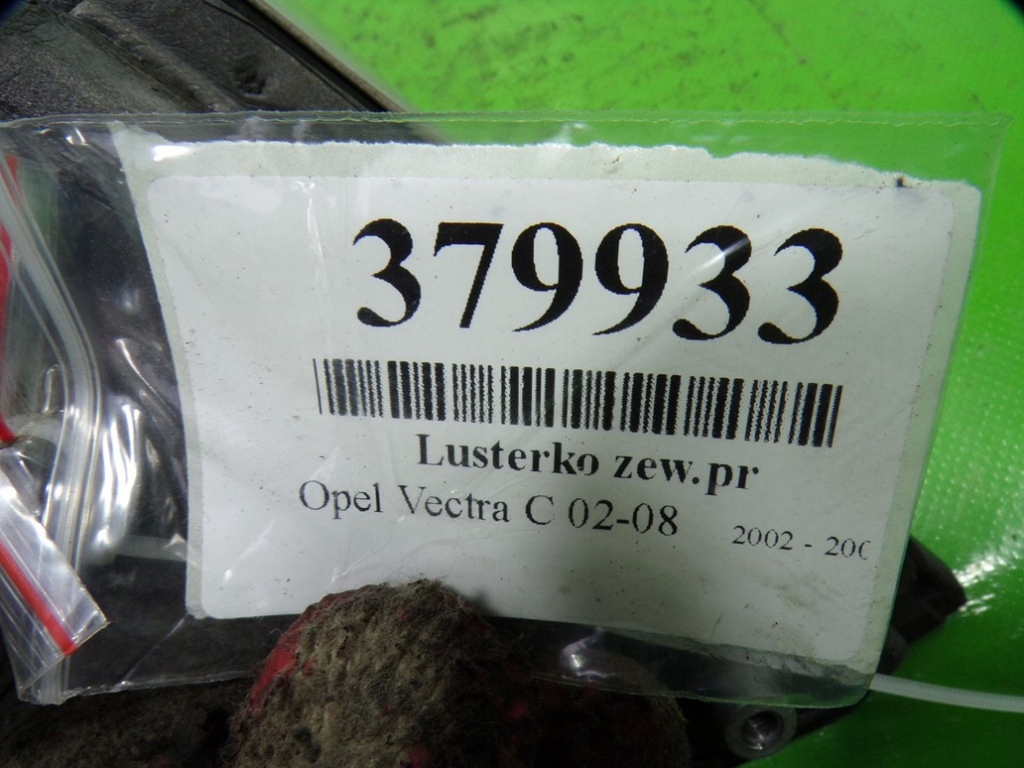 379933
Lusterko zew.pr
Opel Vectra C 02-08 2002 - 200